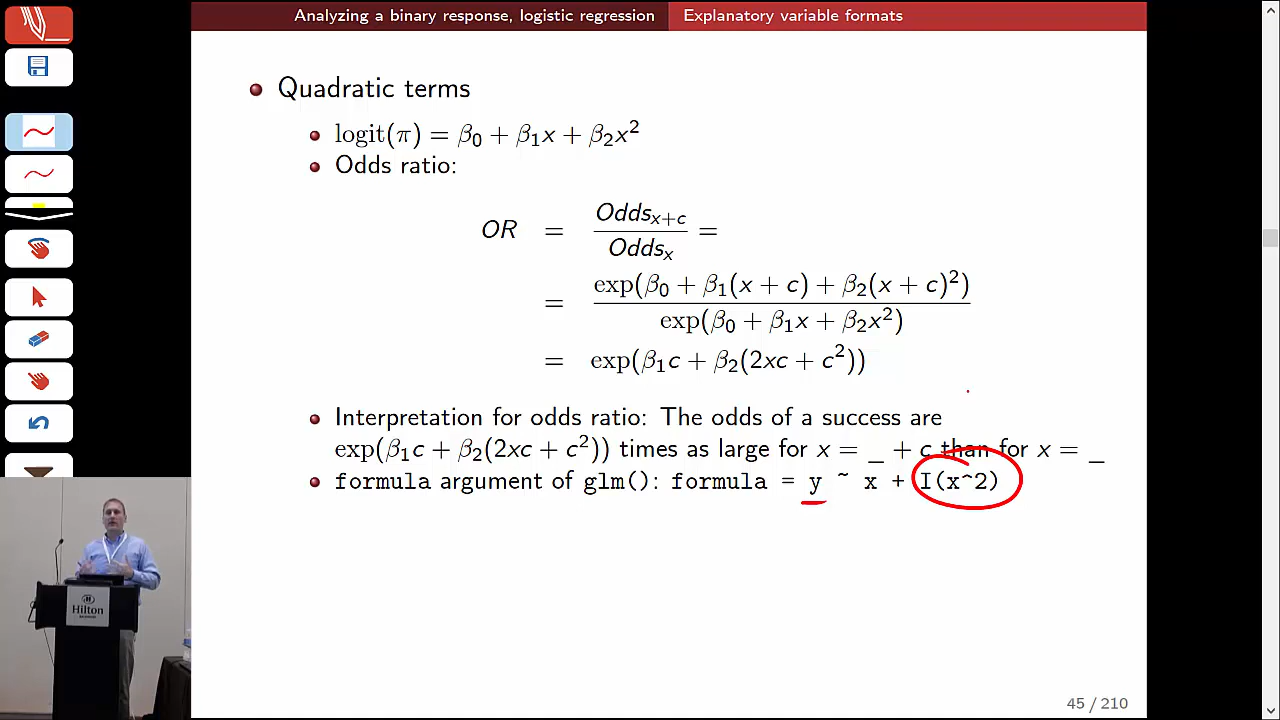 Analyzing a binary response, logistic regression Explanatory variable formats
Quadratic terms
logit(π) = β₀ + β₁x + β₂x²
Odds ratio:
OR = Odds_{x+c} / Odds_x =
= exp(β₀ + β₁(x + c) + β₂(x + c)²) / exp(β₀ + β₁x + β₂x²)
= exp(β₁c + β₂(2xc + c²))
Interpretation for odds ratio: The odds of a success are
exp(β₁c + β₂(2xc + c²)) times as large for x = _ + c than for x = _
formula argument of glm(): formula = y ~ x + I(x^2)
Hilton
45 / 210